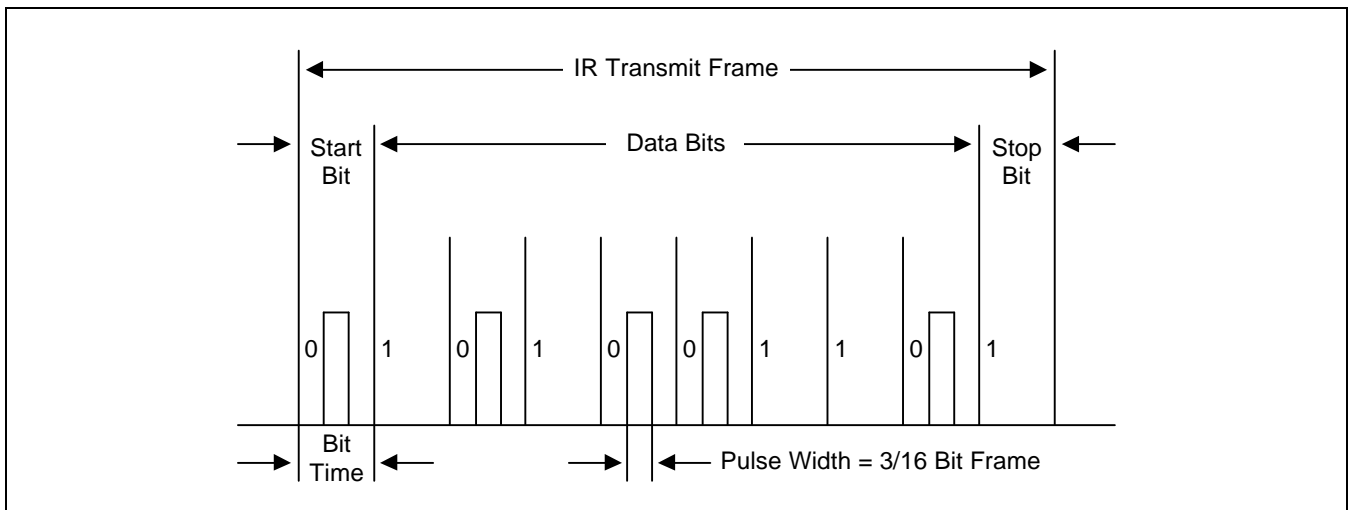 IR Transmit Frame
Start
Bit
Data Bits
Stop
Bit
0 1 0 1 0 0 1 1 0 1
Bit
Time
Pulse Width = 3/16 Bit Frame